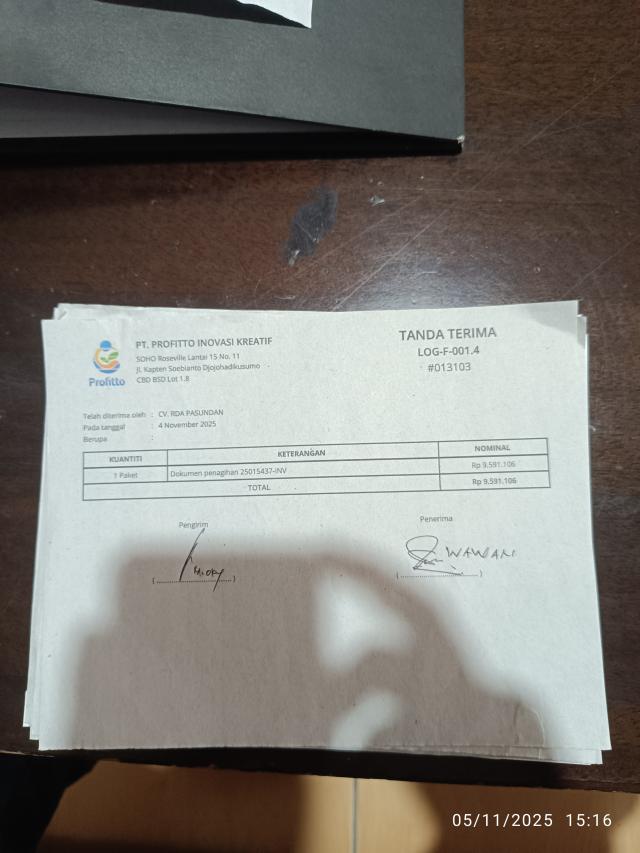 PT. PROFITTO INOVASI KREATIF
SOHO Roseville Lantai 15 No. 11
Jl. Kapten Soebianto Djojohadikusumo
CBD BSD Lot 1.8
Profitto
TANDA TERIMA
LOG-F-001.4
#013103
Telah diterima oleh : CV. RDA PASUNDAN
Pada tanggal : 4 November 2025
Berupa :
KUANTITI KETERANGAN NOMINAL
1 Paket Dokumen penagihan 25015437-INV Rp 9.591.106
TOTAL Rp 9.591.106
Pengirim Penerima
WAWAN
(....................) (....................)
05/11/2025 15:16